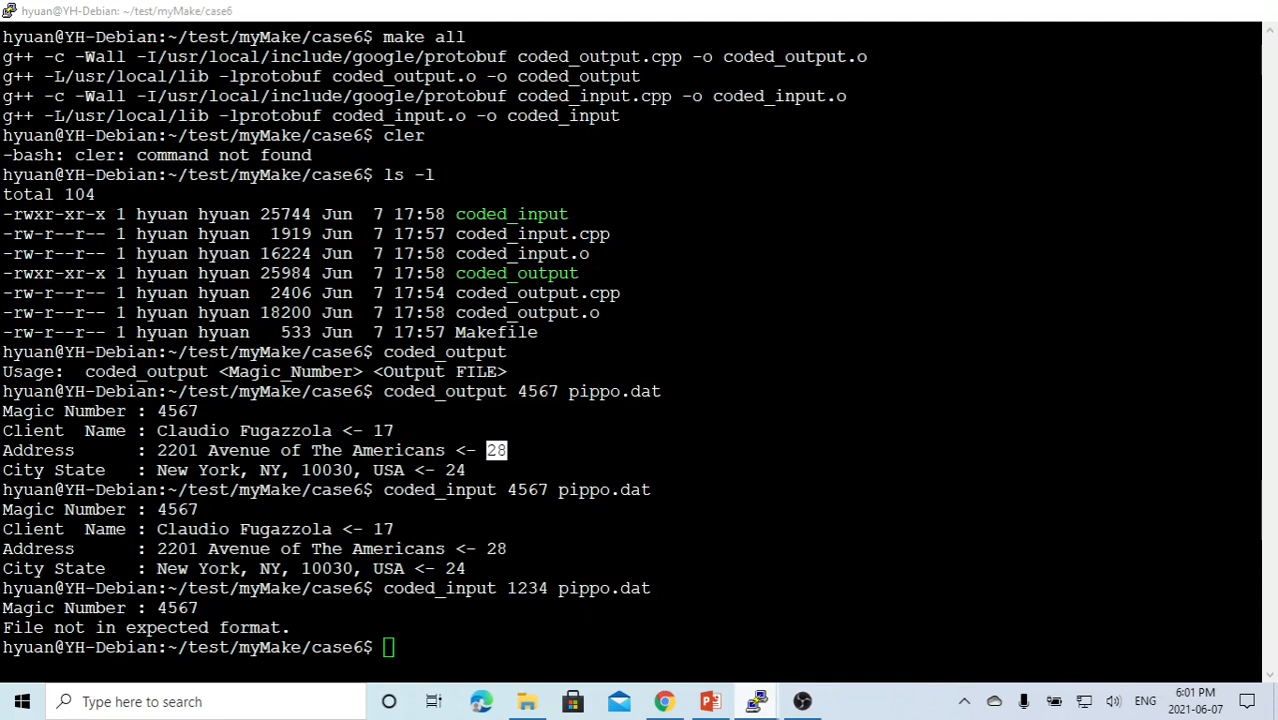 hyuan@YH-Debian: ~/test/myMake/case6
hyuan@YH-Debian:~/test/myMake/case6$ make all
g++ -c -Wall -I/usr/local/include/google/protobuf coded_output.cpp -o coded_output.o
g++ -L/usr/local/lib -lprotobuf coded_output.o -o coded_output
g++ -c -Wall -I/usr/local/include/google/protobuf coded_input.cpp -o coded_input.o
g++ -L/usr/local/lib -lprotobuf coded_input.o -o coded_input
hyuan@YH-Debian:~/test/myMake/case6$ cler
-bash: cler: command not found
hyuan@YH-Debian:~/test/myMake/case6$ ls -l
total 104
-rwxr-xr-x 1 hyuan hyuan 25744 Jun  7 17:58 coded_input
-rw-r--r-- 1 hyuan hyuan  1919 Jun  7 17:57 coded_input.cpp
-rw-r--r-- 1 hyuan hyuan 16224 Jun  7 17:58 coded_input.o
-rwxr-xr-x 1 hyuan hyuan 25984 Jun  7 17:58 coded_output
-rw-r--r-- 1 hyuan hyuan  2406 Jun  7 17:54 coded_output.cpp
-rw-r--r-- 1 hyuan hyuan 18200 Jun  7 17:58 coded_output.o
-rw-r--r-- 1 hyuan hyuan   533 Jun  7 17:57 Makefile
hyuan@YH-Debian:~/test/myMake/case6$ coded_output
Usage:  coded_output <Magic_Number> <Output FILE>
hyuan@YH-Debian:~/test/myMake/case6$ coded_output 4567 pippo.dat
Magic Number : 4567
Client  Name : Claudio Fugazzola <- 17
Address      : 2201 Avenue of The Americans <- 28
City State   : New York, NY, 10030, USA <- 24
hyuan@YH-Debian:~/test/myMake/case6$ coded_input 4567 pippo.dat
Magic Number : 4567
Client  Name : Claudio Fugazzola <- 17
Address      : 2201 Avenue of The Americans <- 28
City State   : New York, NY, 10030, USA <- 24
hyuan@YH-Debian:~/test/myMake/case6$ coded_input 1234 pippo.dat
Magic Number : 4567
File not in expected format.
hyuan@YH-Debian:~/test/myMake/case6$
Type here to search
ENG
6:01 PM
2021-06-07